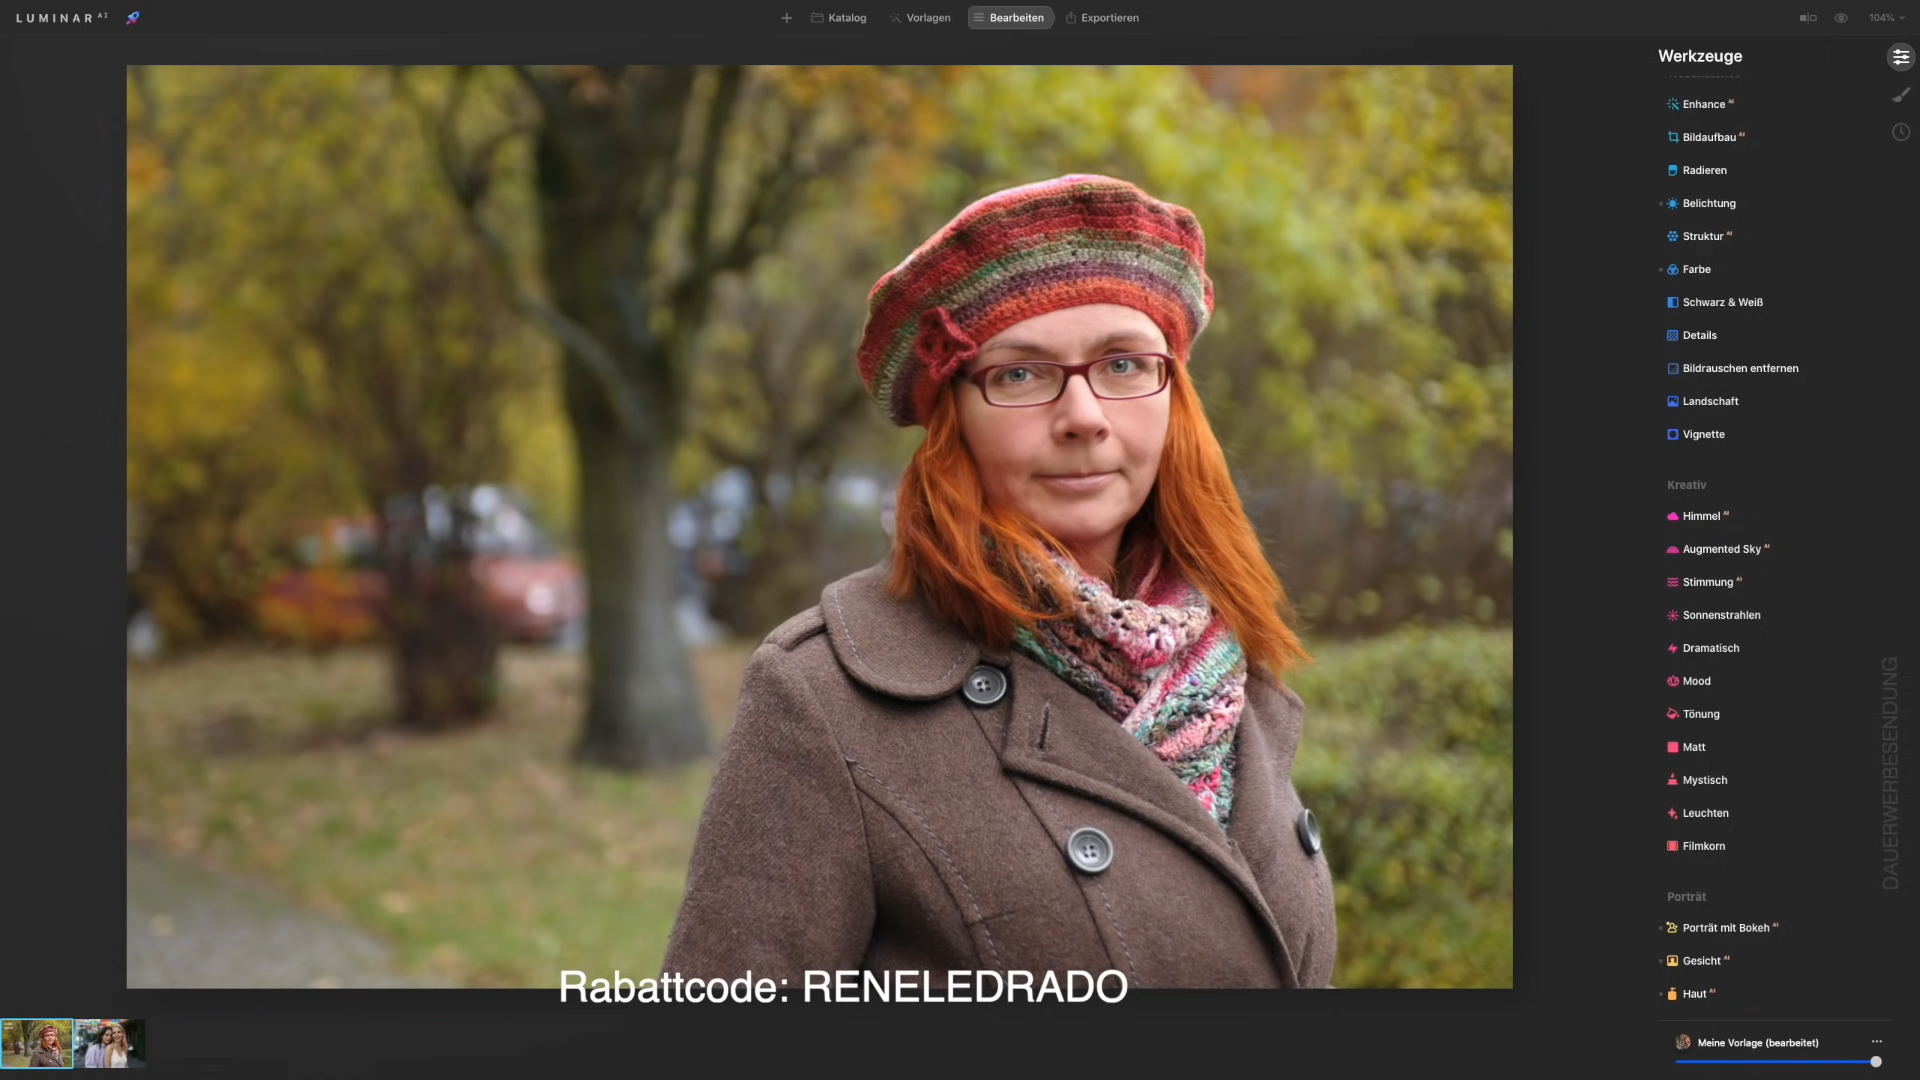 LUMINAR AI
Katalog
Vorlagen
Bearbeiten
Exportieren
104%
Werkzeuge
Enhance AI
Bildaufbau AI
Radieren
Belichtung
Struktur AI
Farbe
Schwarz & Weiß
Details
Bildrauschen entfernen
Landschaft
Vignette
Kreativ
Himmel AI
Augmented Sky AI
Stimmung AI
Sonnenstrahlen
Dramatisch
Mood
Tönung
Matt
Mystisch
Leuchten
Filmkorn
Porträt
Porträt mit Bokeh AI
Gesicht AI
Haut AI
Meine Vorlage (bearbeitet)
DAUERWERBESENDUNG
Rabattcode: RENELEDRADO